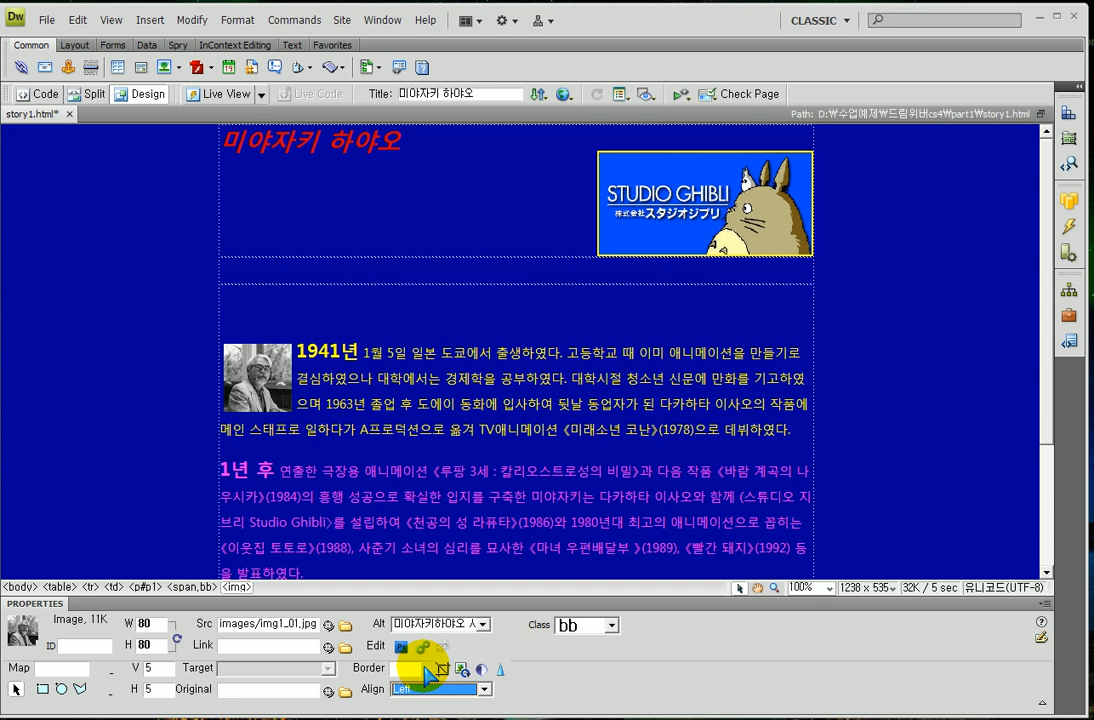 Dw File Edit View Insert Modify Format Commands Site Window Help CLASSIC
Common Layout Forms Data Spry InContext Editing Text Favorites
Code Split Design Live View Live Code Title: 미야자키 하야오 Check Page
story1.html* Path: D:₩수업예제₩드림위버cs4₩part1₩story1.html
미야자키 하야오
STUDIO GHIBLI
株式会社スタジオジブリ
1941년 1월 5일 일본 도쿄에서 출생하였다. 고등학교 때 이미 애니메이션을 만들기로
결심하였으나 대학에서는 경제학을 공부하였다. 대학시절 청소년 신문에 만화를 기고하였
으며 1963년 졸업 후 도에이 동화에 입사하여 뒷날 동업자가 된 다카하타 이사오의 작품에
메인 스태프로 일하다가 A프로덕션으로 옮겨 TV애니메이션 《미래소년 코난》(1978)으로 데뷔하였다.
1년 후 연출한 극장용 애니메이션 《루팡 3세 : 칼리오스트로성의 비밀》과 다음 작품 《바람 계곡의 나
우시카》(1984)의 흥행 성공으로 확실한 입지를 구축한 미야자키는 다카하타 이사오와 함께 〈스튜디오 지
브리 Studio Ghibli〉를 설립하여 《천공의 성 라퓨타》(1986)와 1980년대 최고의 애니메이션으로 꼽히는
《이웃집 토토로》(1988), 사춘기 소녀의 심리를 묘사한 《마녀 우편배달부 》(1989), 《빨간 돼지》(1992) 등
을 발표하였다.
<body> <table> <tr> <td> <p#p1> <span,bb> <img> 100% 1238 x 535 32K / 5 sec 유니코드(UTF-8)
PROPERTIES
Image, 11K W 80 Src images/img1_01.jpg Alt 미야자키하야오 Class bb
ID H 80 Link Edit Ps
Map V 5 Target Border
H 5 Original Align Left